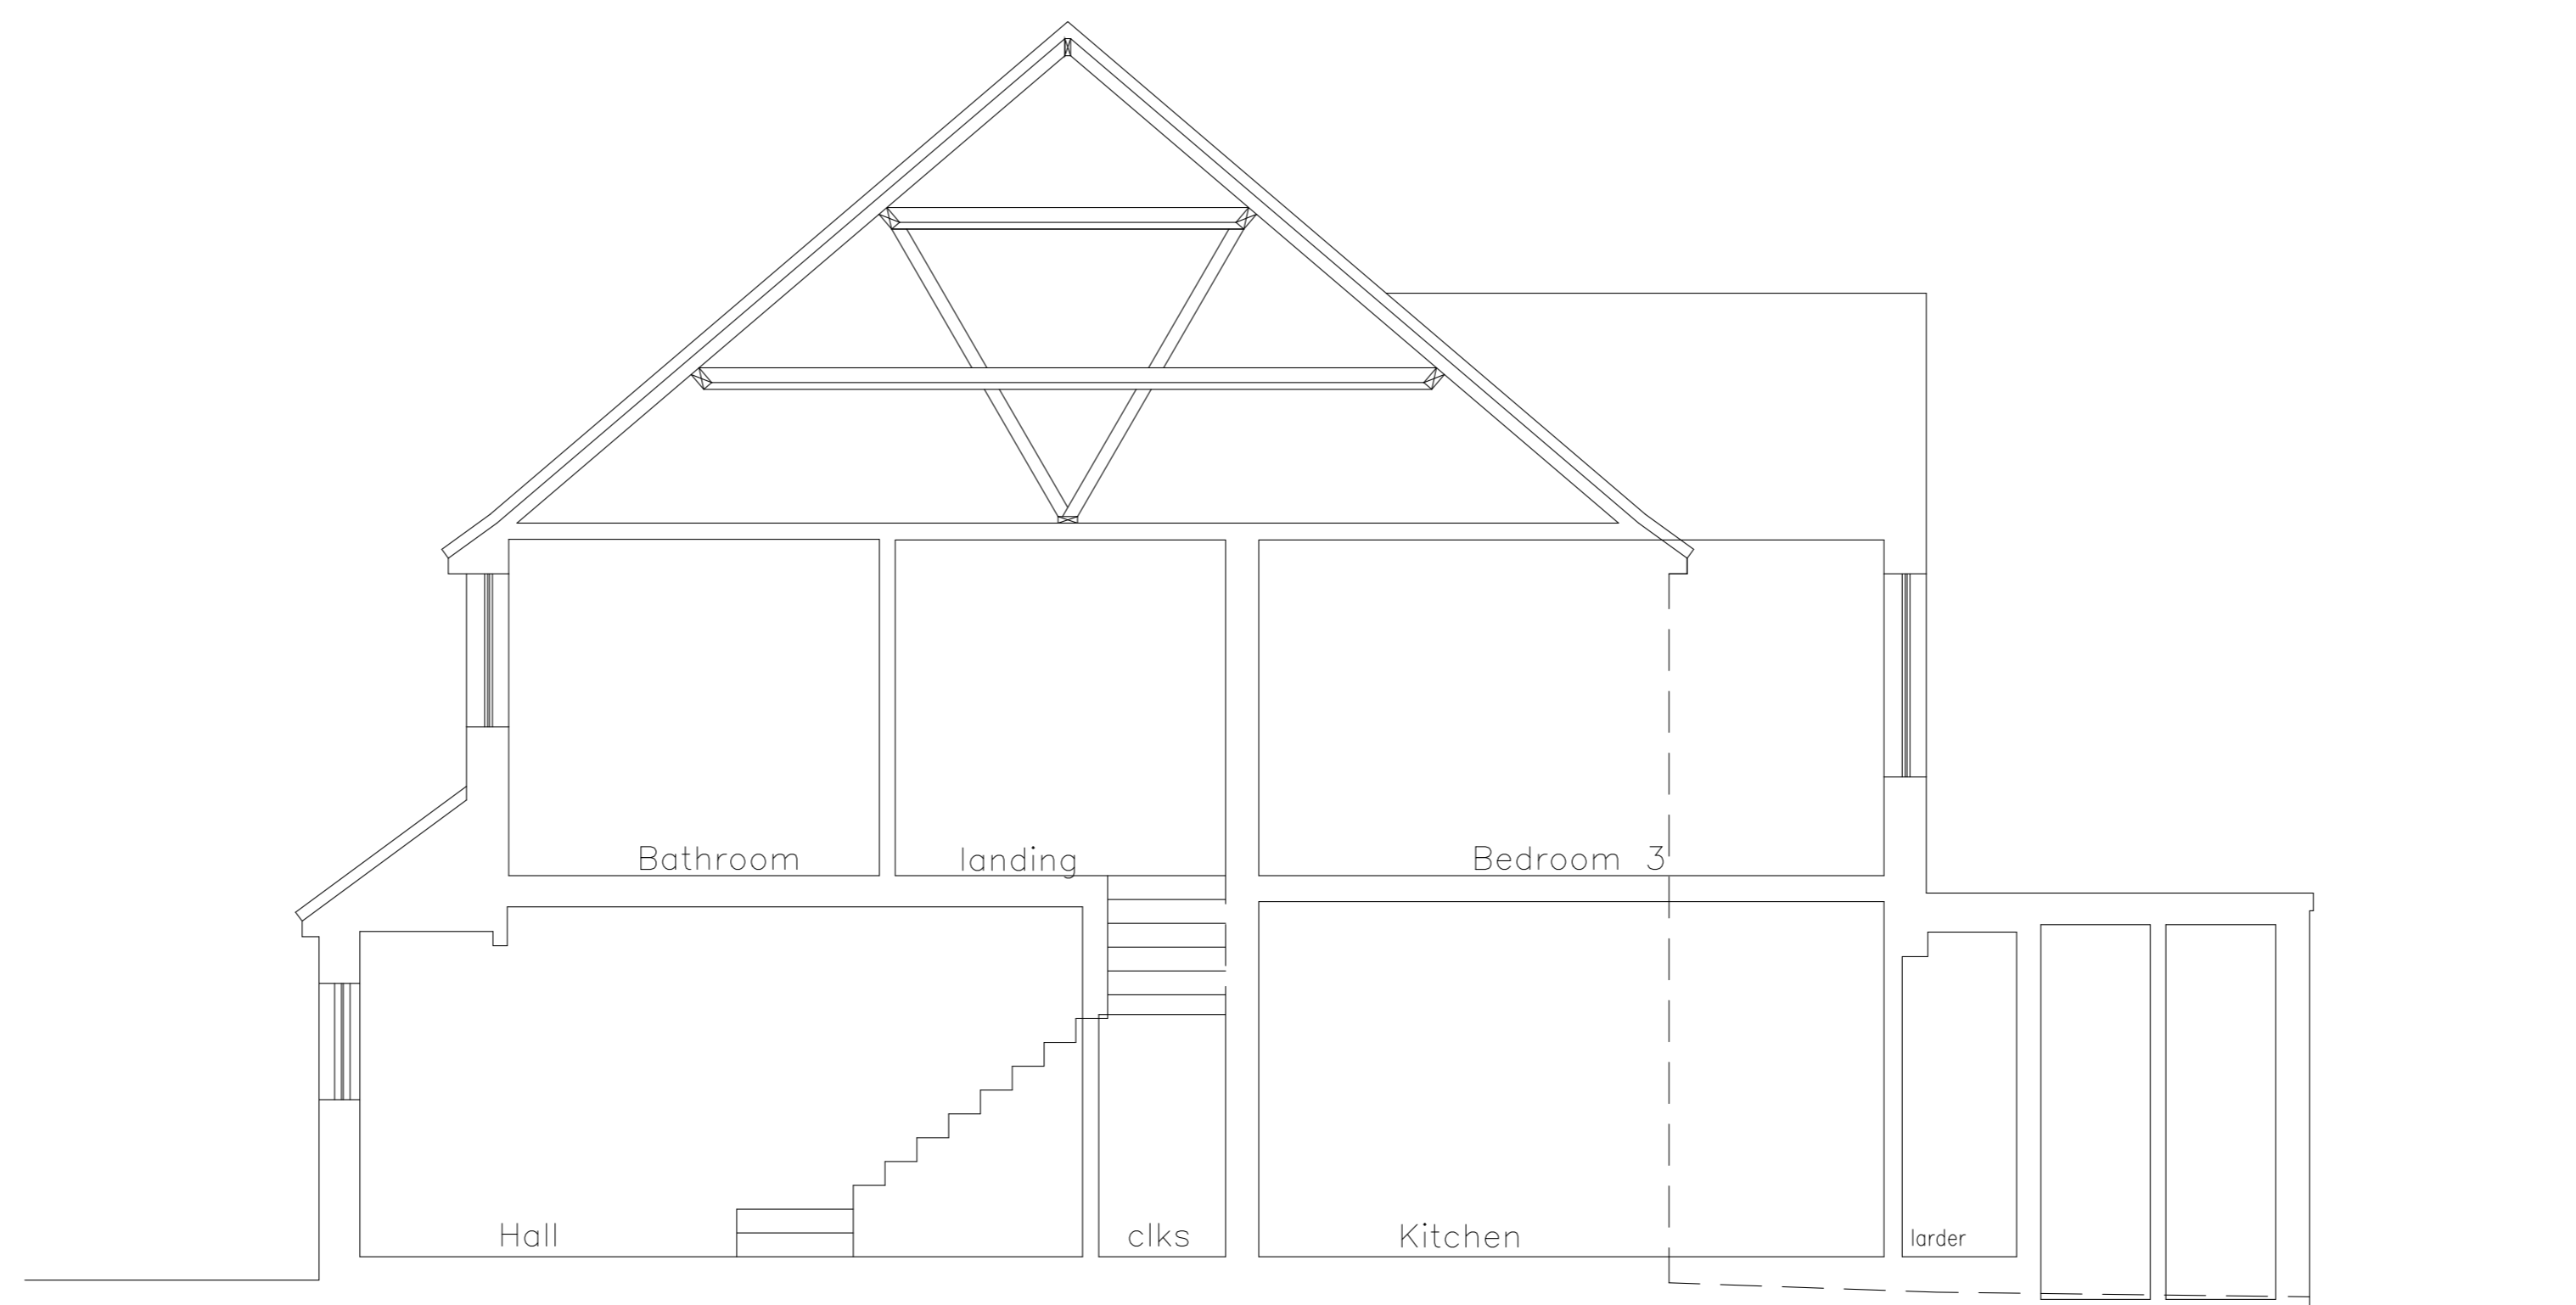 Bathroom
landing
Bedroom 3
Hall
clks
Kitchen
larder